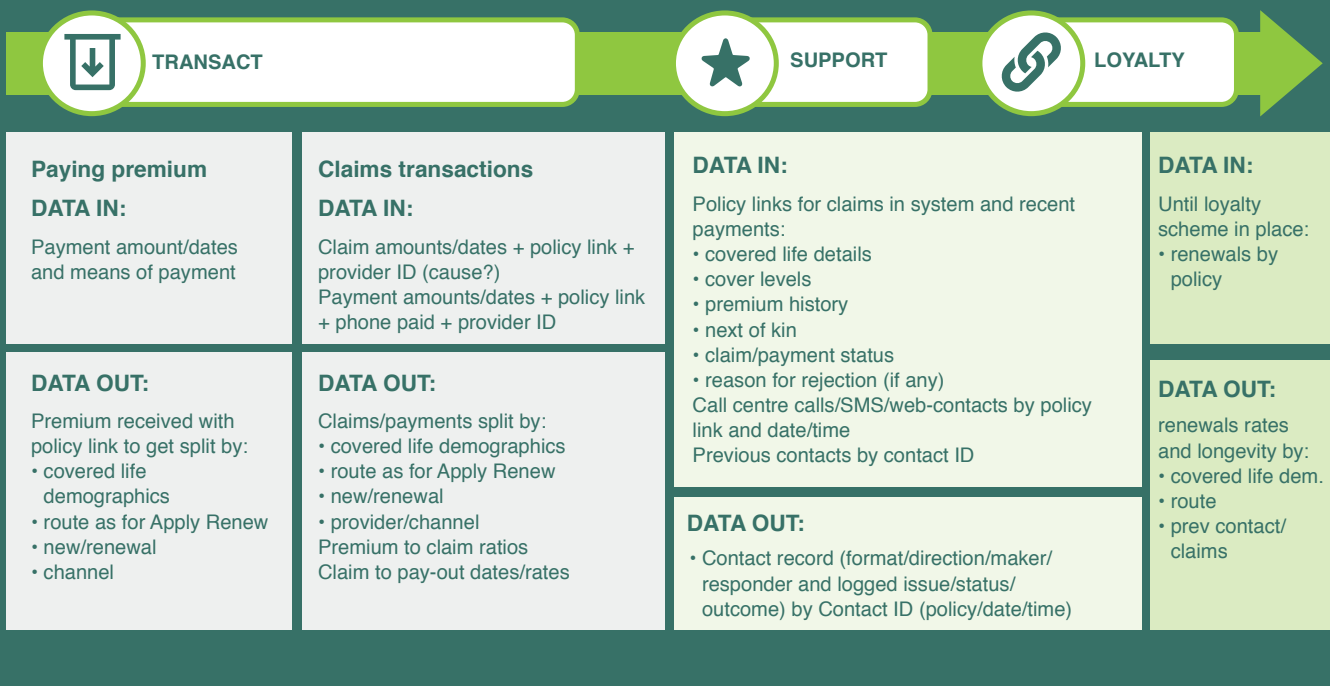 TRANSACT
SUPPORT
LOYALTY
Paying premium
DATA IN:
Payment amount/dates
and means of payment
DATA OUT:
Premium received with
policy link to get split by:
• covered life
demographics
• route as for Apply Renew
• new/renewal
• channel
Claims transactions
DATA IN:
Claim amounts/dates + policy link +
provider ID (cause?)
Payment amounts/dates + policy link
+ phone paid + provider ID
DATA OUT:
Claims/payments split by:
• covered life demographics
• route as for Apply Renew
• new/renewal
• provider/channel
Premium to claim ratios
Claim to pay-out dates/rates
DATA IN:
Policy links for claims in system and recent
payments:
• covered life details
• cover levels
• premium history
• next of kin
• claim/payment status
• reason for rejection (if any)
Call centre calls/SMS/web-contacts by policy
link and date/time
Previous contacts by contact ID
DATA OUT:
• Contact record (format/direction/maker/
responder and logged issue/status/
outcome) by Contact ID (policy/date/time)
DATA IN:
Until loyalty
scheme in place:
• renewals by
policy
DATA OUT:
renewals rates
and longevity by:
• covered life dem.
• route
• prev contact/
claims